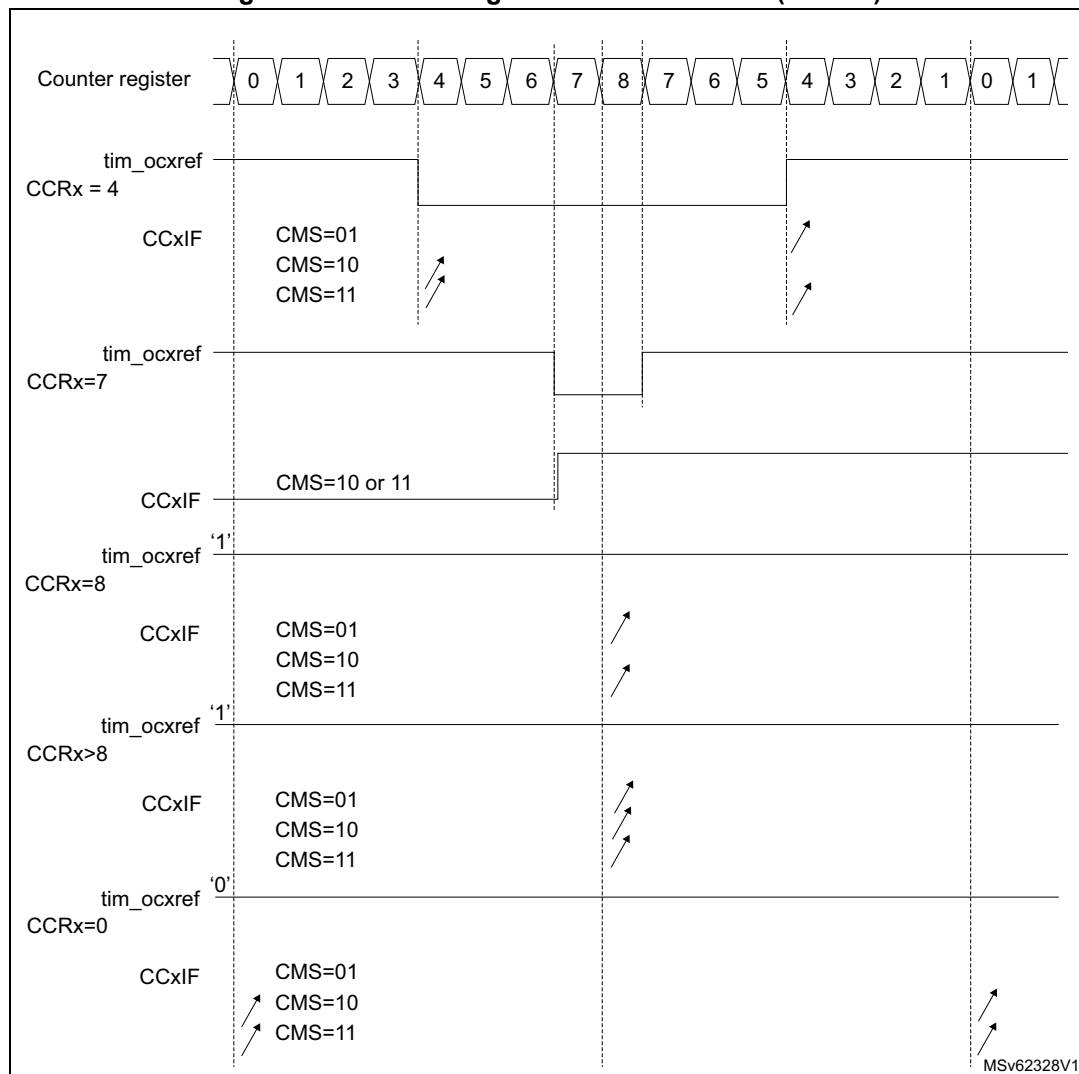 Counter register 0 1 2 3 4 5 6 7 8 7 6 5 4 3 2 1 0 1
tim_ocxref
CCRx = 4
CCxIF CMS=01
CMS=10
CMS=11
tim_ocxref
CCRx=7
CMS=10 or 11
CCxIF
'1'
tim_ocxref
CCRx=8
CCxIF CMS=01
CMS=10
CMS=11
'1'
tim_ocxref
CCRx>8
CCxIF CMS=01
CMS=10
CMS=11
'0'
tim_ocxref
CCRx=0
CCxIF CMS=01
CMS=10
CMS=11
MSv62328V1